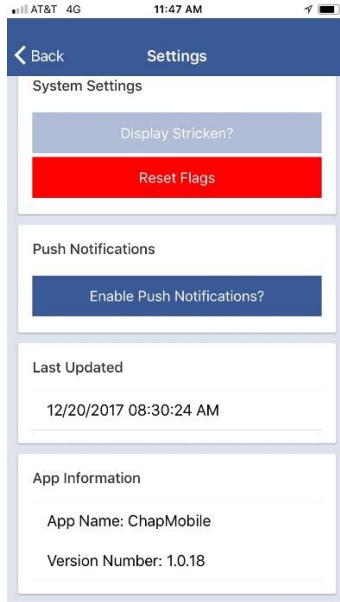 AT&T 4G 11:47 AM
Back Settings
System Settings
Display Stricken?
Reset Flags
Push Notifications
Enable Push Notifications?
Last Updated
12/20/2017 08:30:24 AM
App Information
App Name: ChapMobile
Version Number: 1.0.18